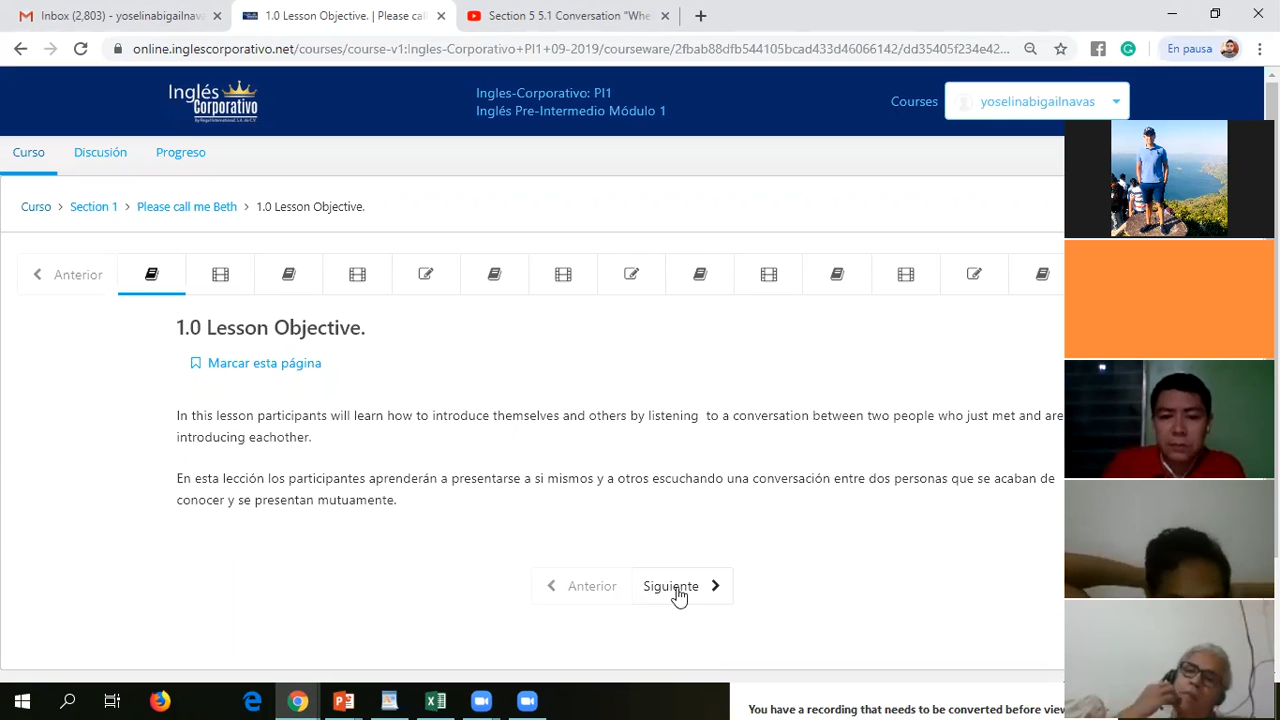 Inbox (2,803) - yoselinabigailnava
1.0 Lesson Objective. | Please call
Section 5 5.1 Conversation "Whe
online.inglescorporativo.net/courses/course-v1:Ingles-Corporativo+PI1+09-2019/courseware/2fbab88dfb544105bcad433d46066142/dd35405f234e42...
En pausa
Inglés
Corporativo
Ingles-Corporativo: PI1
Inglés Pre-Intermedio Módulo 1
Courses
yoselinabigailnavas
Curso
Discusión
Progreso
Curso > Section 1 > Please call me Beth > 1.0 Lesson Objective.
Anterior
1.0 Lesson Objective.
Marcar esta página
In this lesson participants will learn how to introduce themselves and others by listening to a conversation between two people who just met and are
introducing eachother.
En esta lección los participantes aprenderán a presentarse a si mismos y a otros escuchando una conversación entre dos personas que se acaban de
conocer y se presentan mutuamente.
Anterior
Siguiente
You have a recording that needs to be converted before view